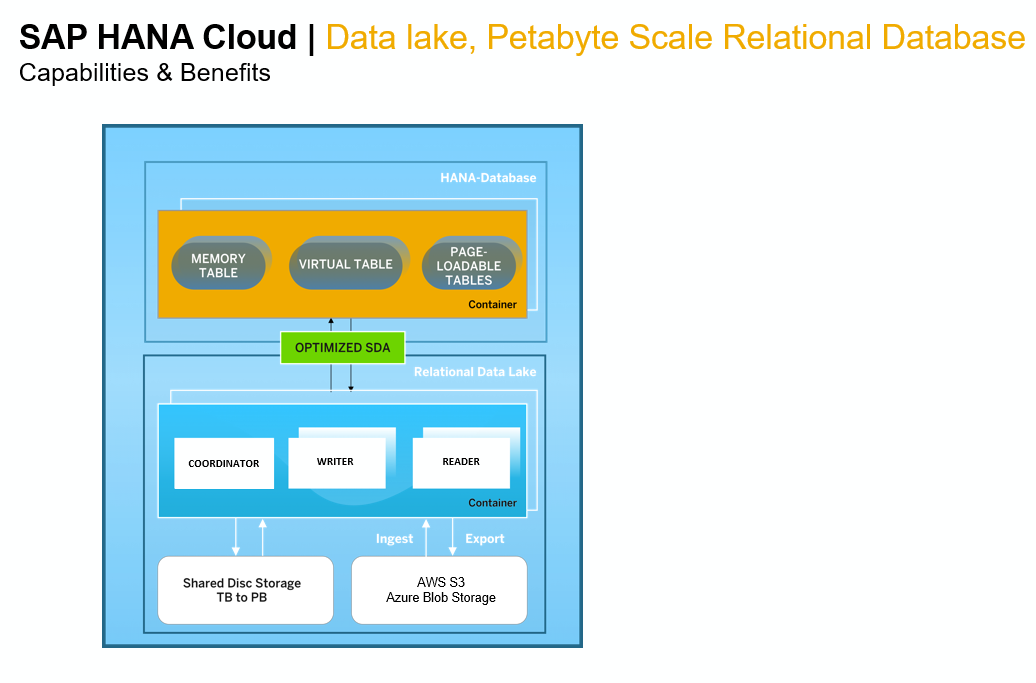 SAP HANA Cloud | Data lake, Petabyte Scale Relational Database
Capabilities & Benefits
HANA-Database
MEMORY
TABLE
VIRTUAL TABLE
PAGE-
LOADABLE
TABLES
Container
OPTIMIZED SDA
Relational Data Lake
COORDINATOR
WRITER
READER
Container
Ingest
Export
Shared Disc Storage
TB to PB
AWS S3
Azure Blob Storage